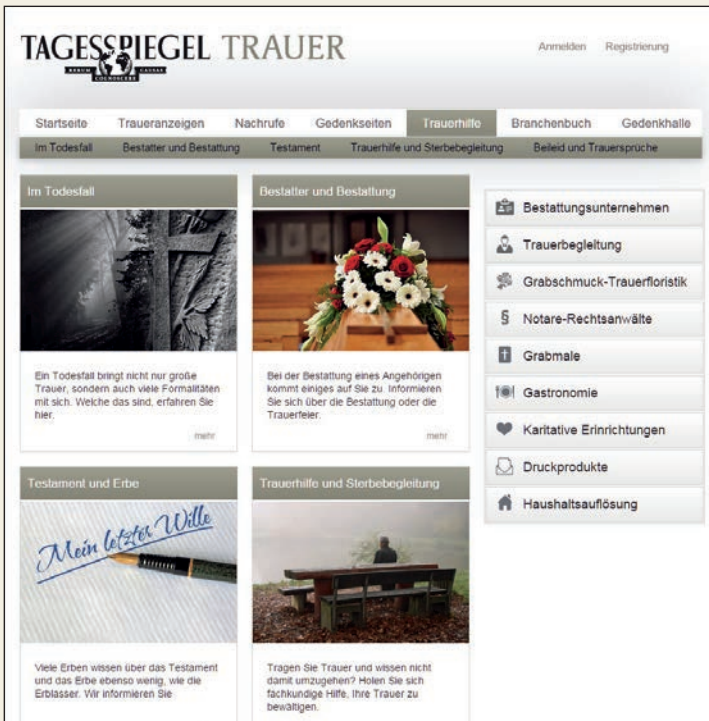 TAGESSPIEGEL TRAUER
RERUM COGNOSCERE CAUSAS
Anmelden Registrierung
Startseite Traueranzeigen Nachrufe Gedenkseiten Trauerhilfe Branchenbuch Gedenkhalle
Im Todesfall Bestatter und Bestattung Testament Trauerhilfe und Sterbebegleitung Beileid und Trauersprüche
Im Todesfall
Ein Todesfall bringt nicht nur große
Trauer, sondern auch viele Formalitäten
mit sich. Welche das sind, erfahren Sie
hier.
mehr
Bestatter und Bestattung
Bei der Bestattung eines Angehörigen
kommt einiges auf Sie zu. Informieren
Sie sich über die Bestattung oder die
Trauerfeier.
mehr
Testament und Erbe
Mein letzter Wille
Viele Erben wissen über das Testament
und das Erbe ebenso wenig, wie die
Erblasser. Wir informieren Sie
Trauerhilfe und Sterbebegleitung
Tragen Sie Trauer und wissen nicht
damit umzugehen? Holen Sie sich
fachkundige Hilfe, Ihre Trauer zu
bewältigen.
Bestattungsunternehmen
Trauerbegleitung
Grabschmuck-Trauerfloristik
§ Notare-Rechtsanwälte
Grabmale
Gastronomie
Karitative Erinrichtungen
Druckprodukte
Haushaltsauflösung